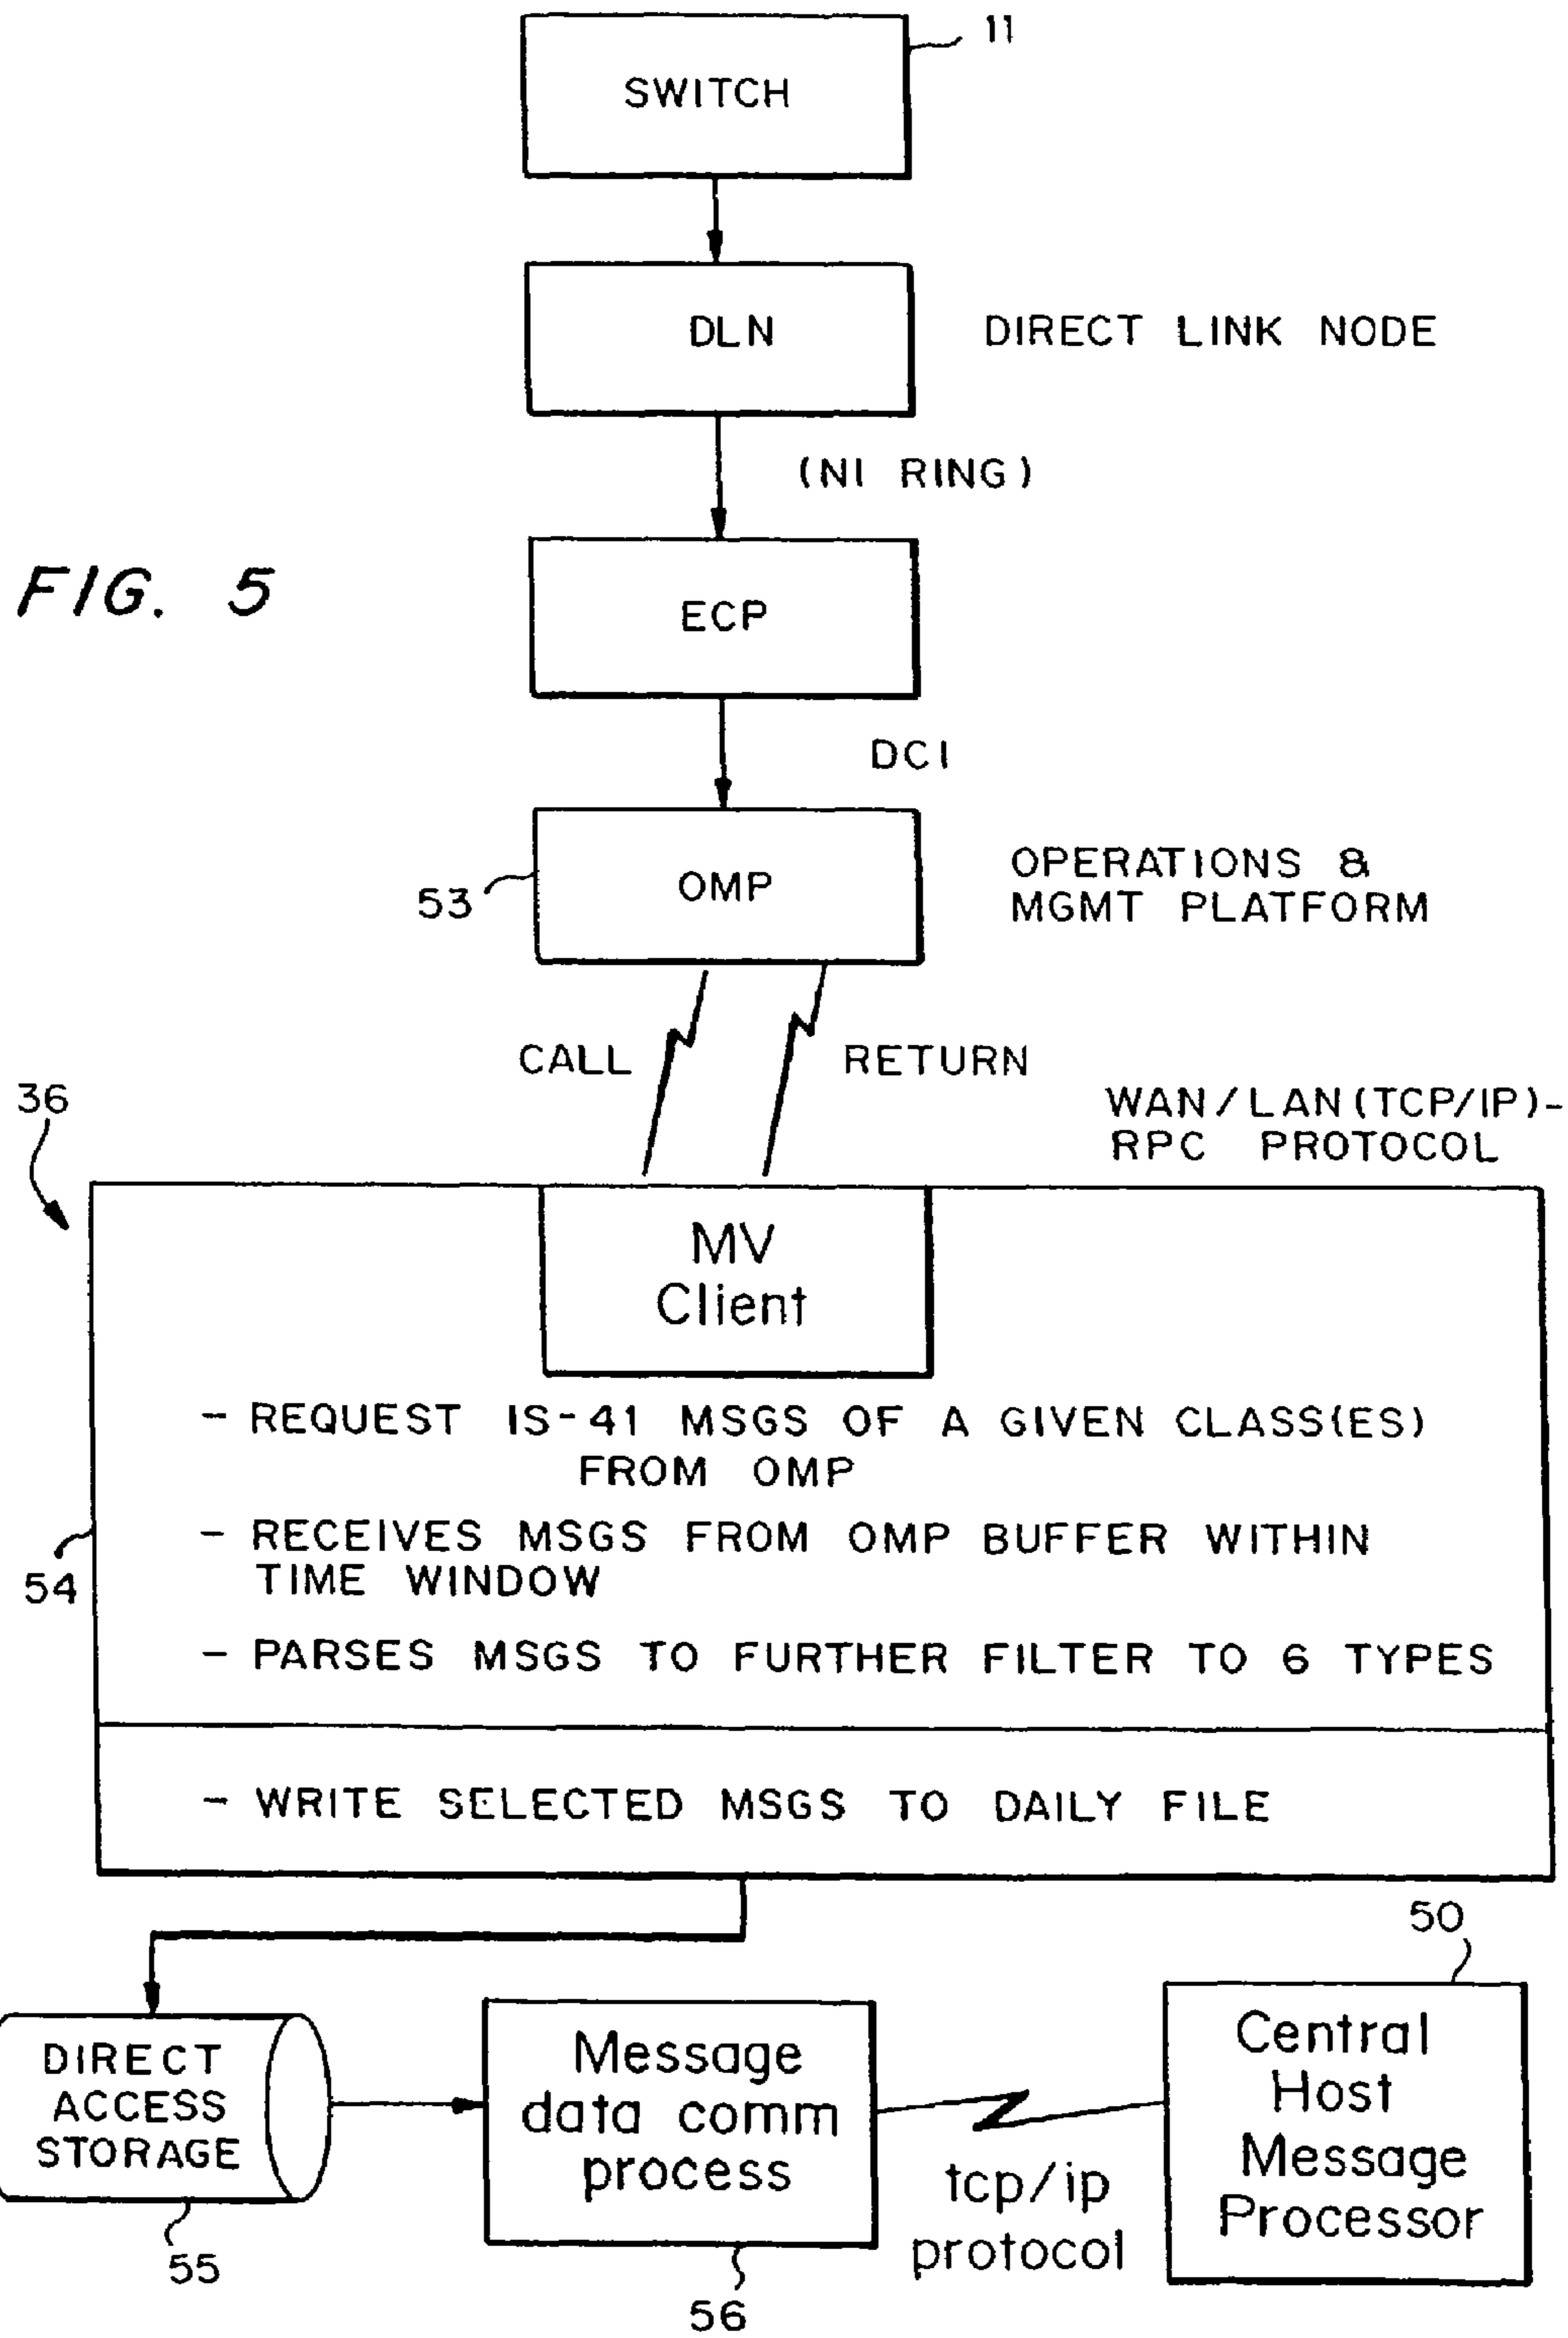 11
SWITCH
DLN
DIRECT LINK NODE
(NI RING)
FIG. 5
ECP
DCI
53
OMP
OPERATIONS &
MGMT PLATFORM
CALL
RETURN
36
WAN/LAN(TCP/IP)-
RPC PROTOCOL
MV
Client
- REQUEST IS-41 MSGS OF A GIVEN CLASS(ES)
FROM OMP
- RECEIVES MSGS FROM OMP BUFFER WITHIN
TIME WINDOW
54
- PARSES MSGS TO FURTHER FILTER TO 6 TYPES
- WRITE SELECTED MSGS TO DAILY FILE
50
DIRECT
ACCESS
STORAGE
55
Message
data comm
process
56
tcp/ip
protocol
Central
Host
Message
Processor